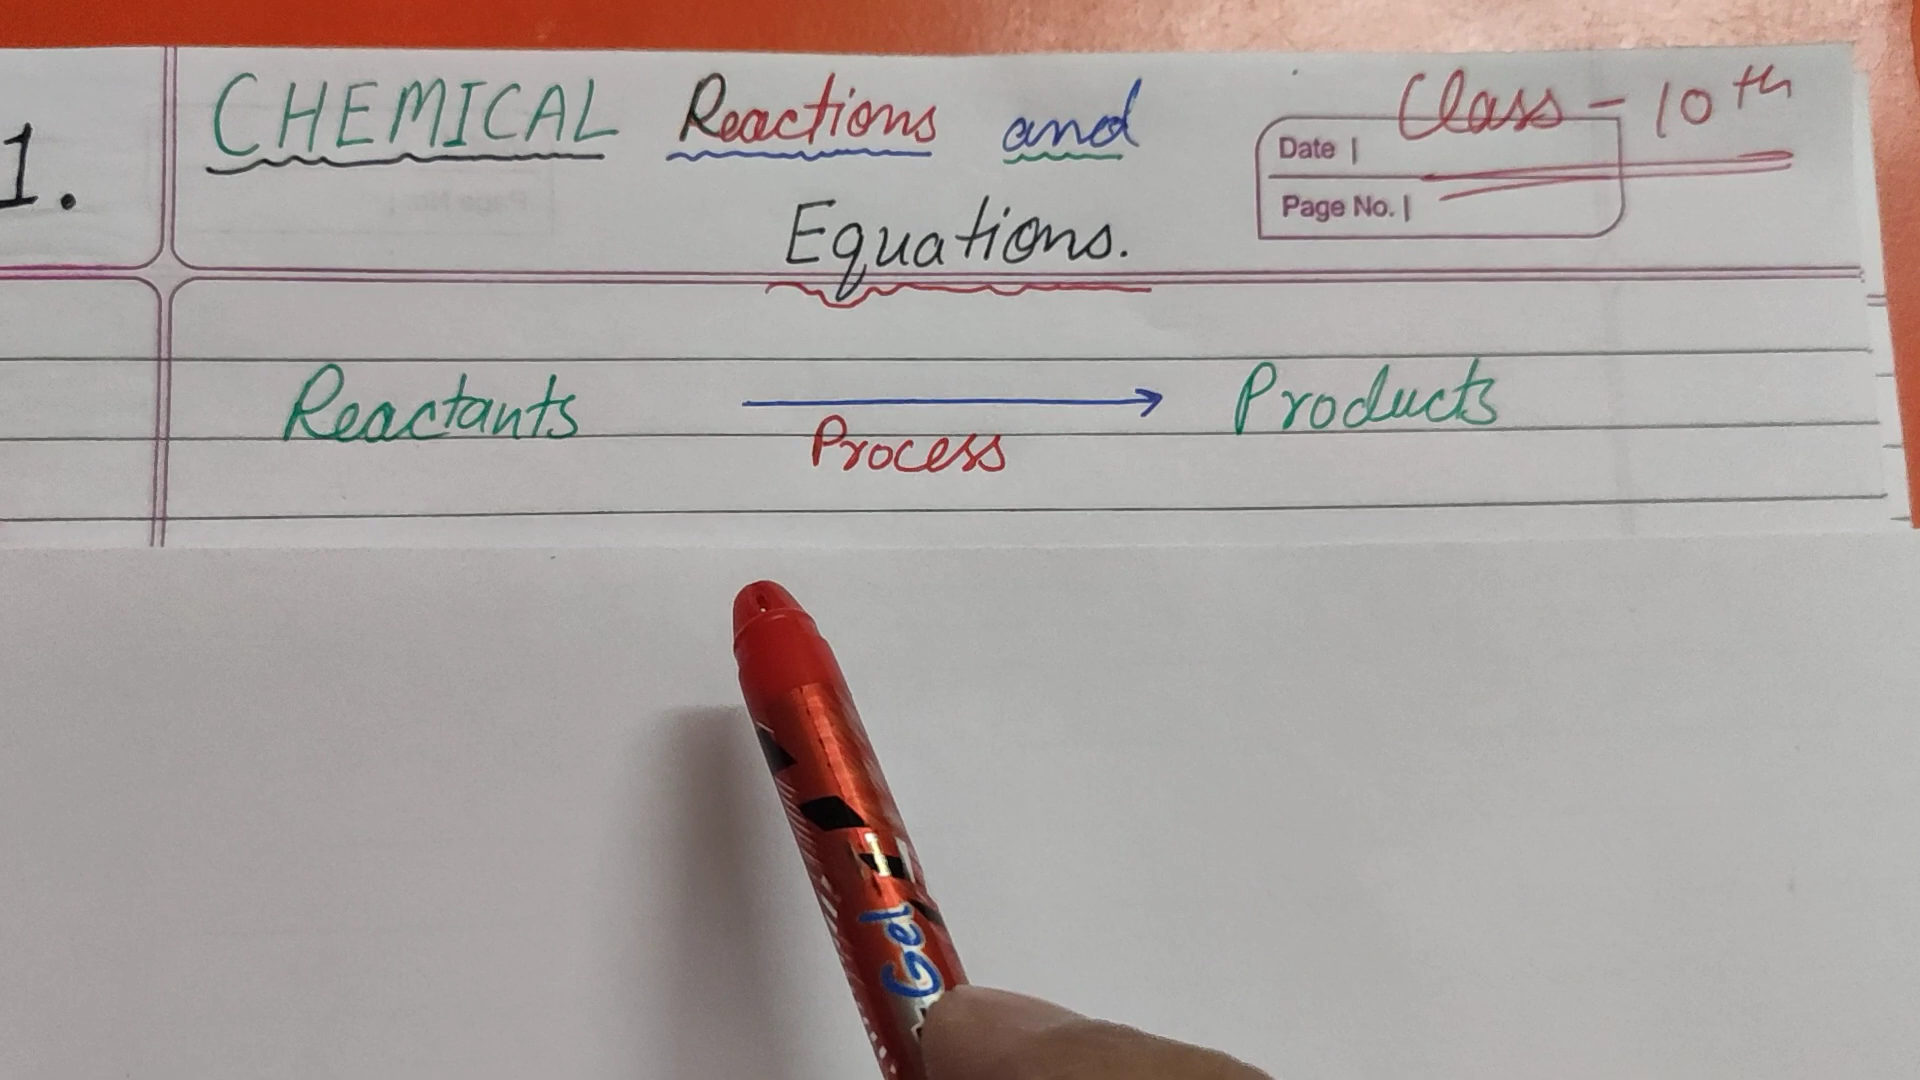 1. CHEMICAL Reactions and
Equations.
Class - 10th
Date |
Page No. |
Reactants → Products
Process
Gel